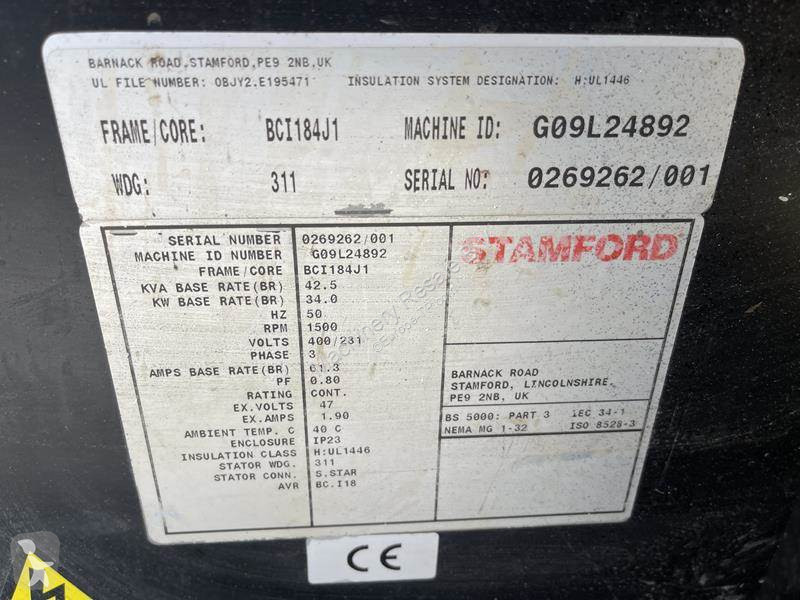 BARNACK ROAD,STAMFORD,PE9 2NB,UK
UL FILE NUMBER: OBJY2.E195471 INSULATION SYSTEM DESIGNATION: H:UL1446
FRAME/CORE: BCI184J1 MACHINE ID: G09L24892
WDG: 311 SERIAL NO: 0269262/001
SERIAL NUMBER 0269262/001
MACHINE ID NUMBER G09L24892
FRAME/CORE BCI184J1
KVA BASE RATE(BR) 42.5
KW BASE RATE(BR) 34.0
HZ 50
RPM 1500
VOLTS 400/231
PHASE 3
AMPS BASE RATE(BR) 61.3
PF 0.80
RATING CONT.
EX.VOLTS 47
EX.AMPS 1.90
AMBIENT TEMP. C 40 C
ENCLOSURE IP23
INSULATION CLASS H:UL1446
STATOR WDG. 311
STATOR CONN. S.STAR
AVR BC.I18
STAMFORD
BARNACK ROAD
STAMFORD, LINCOLNSHIRE.
PE9 2NB, UK
BS 5000: PART 3 IEC 34-1
NEMA MG 1-32 ISO 8528-3
CE